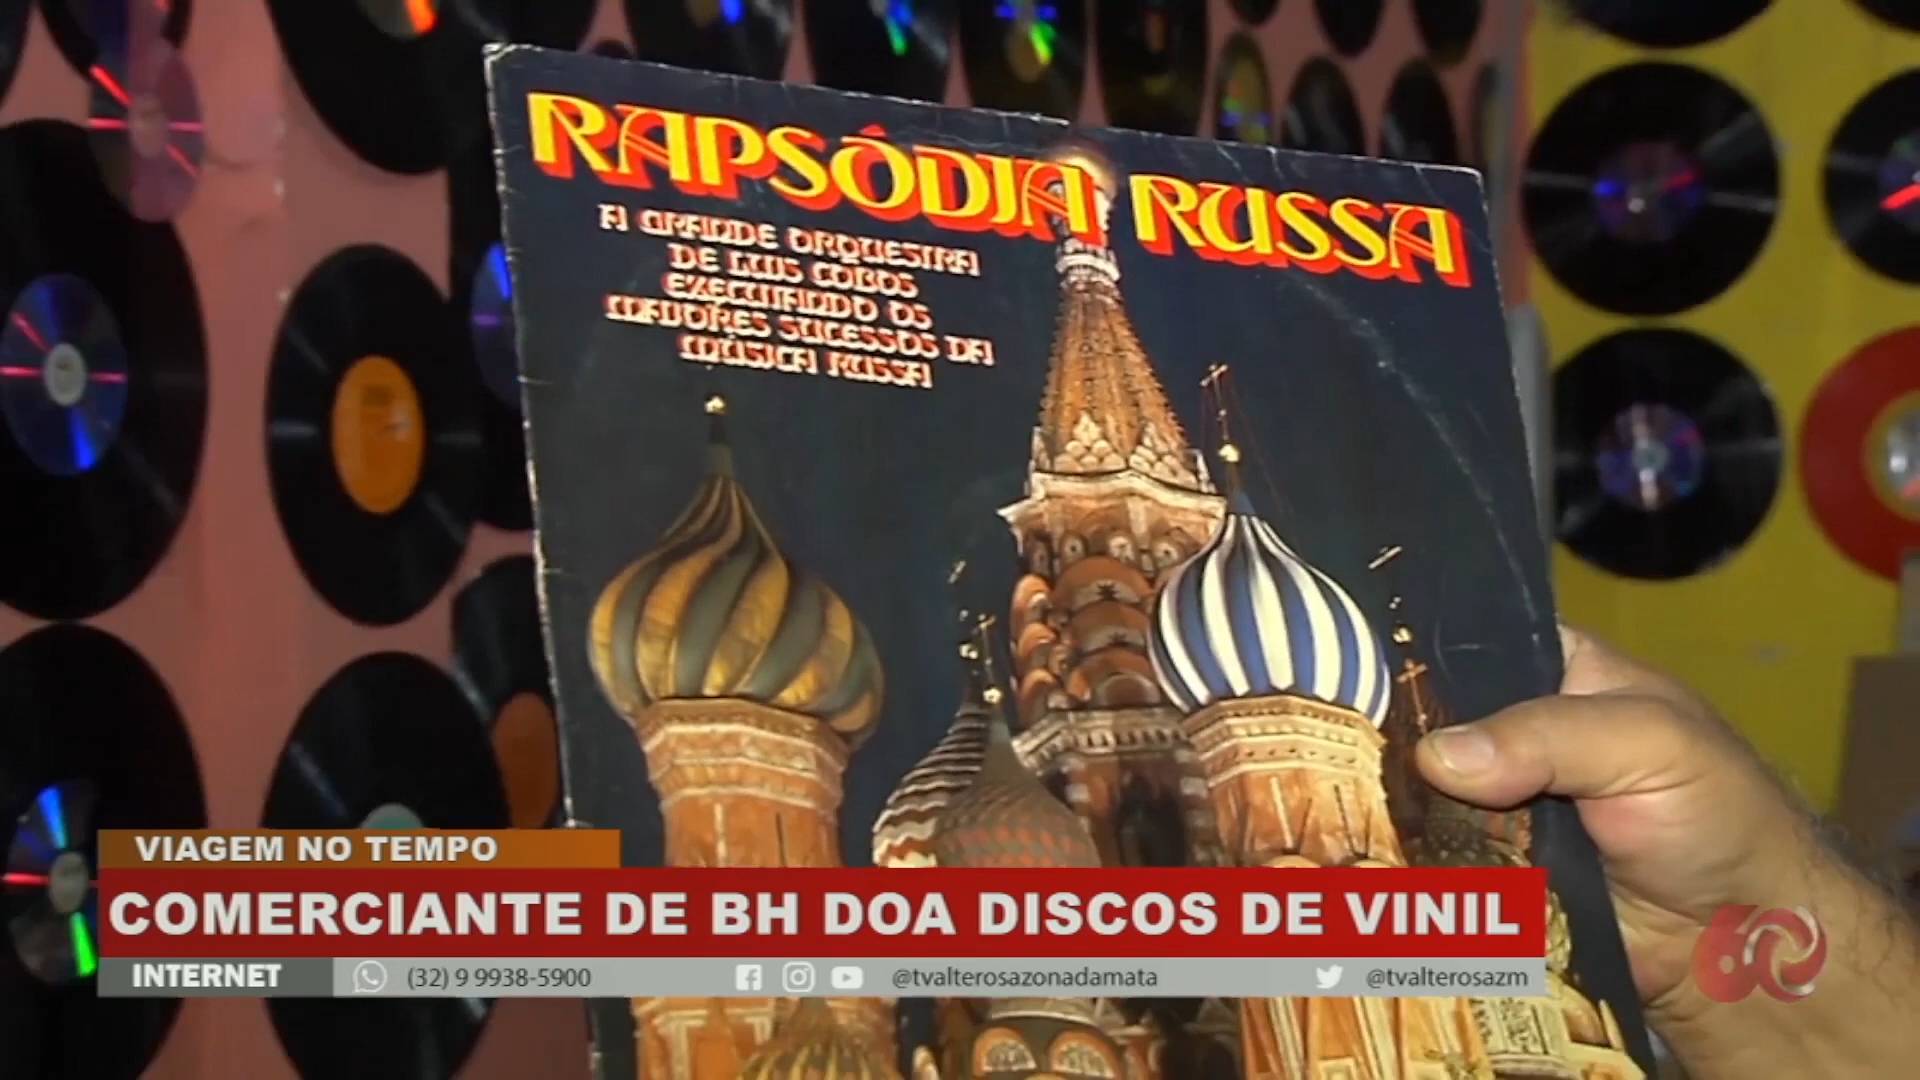 RAPSÓDIA RUSSA
A GRANDE ORQUESTRA
DE LUIS COBOS
EXECUTANDO OS
MAIORES SUCESSOS DA
MÚSICA RUSSA
VIAGEM NO TEMPO
COMERCIANTE DE BH DOA DISCOS DE VINIL
INTERNET (32) 9 9938-5900 @tvalterosazonadamata @tvalterosazm
60